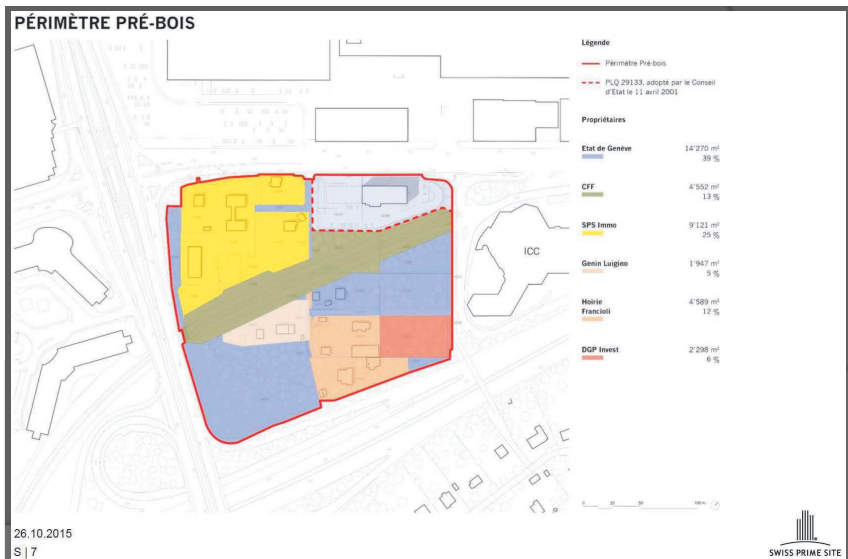 PÉRIMÈTRE PRÉ-BOIS
Légende
Périmètre Pré-bois
PLQ 29133, adopté par le Conseil
d'Etat le 11 avril 2001
Propriétaires
Etat de Genève 14'270 m²
39 %
CFF 4'552 m²
13 %
SPS Immo 9'121 m²
25 %
Genin Luigino 1'947 m²
5 %
Hoirie 4'589 m²
Francioli 12 %
DGP Invest 2'298 m²
6 %
ICC
26.10.2015
S | 7
SWISS PRIME SITE